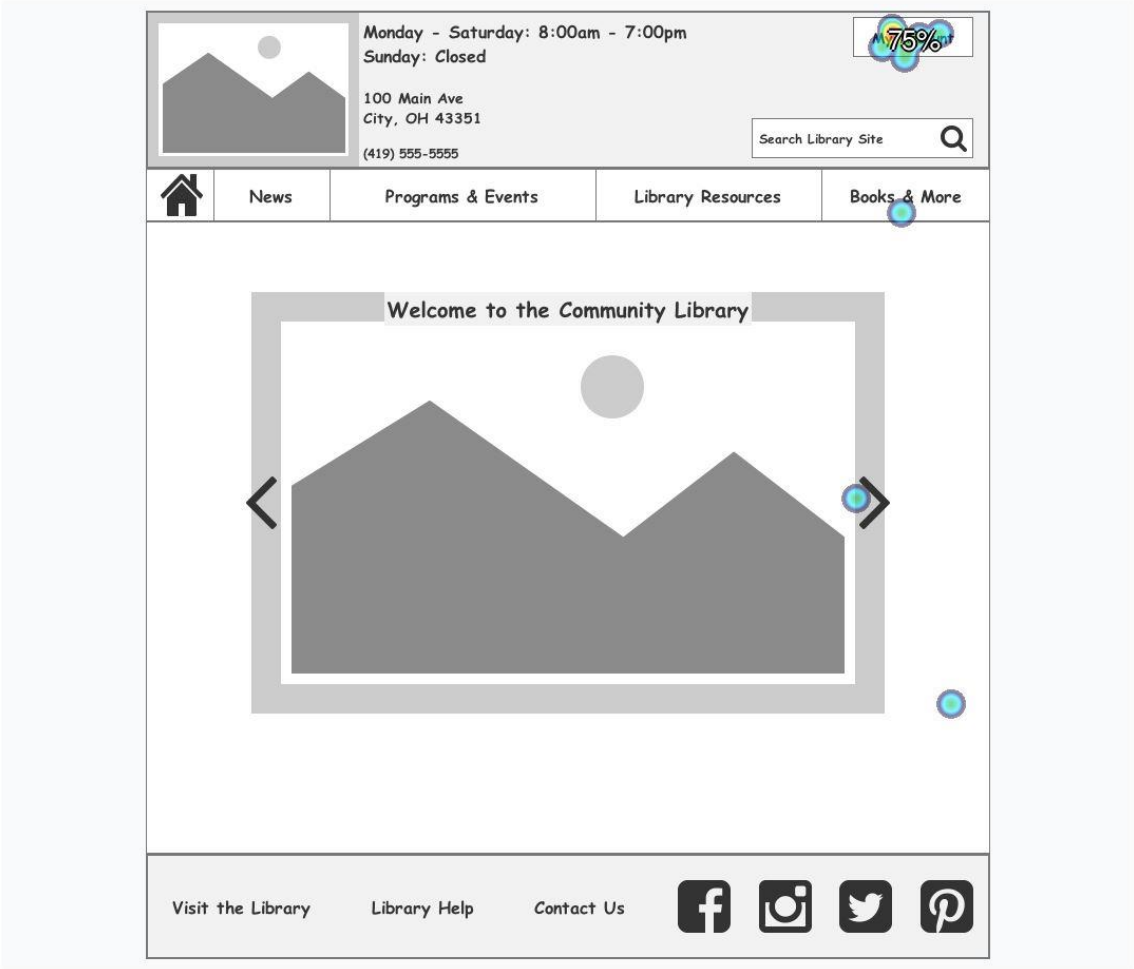 Monday - Saturday: 8:00am - 7:00pm
Sunday: Closed
100 Main Ave
City, OH 43351
(419) 555-5555
75%
Search Library Site
News
Programs & Events
Library Resources
Books & More
Welcome to the Community Library
Visit the Library
Library Help
Contact Us